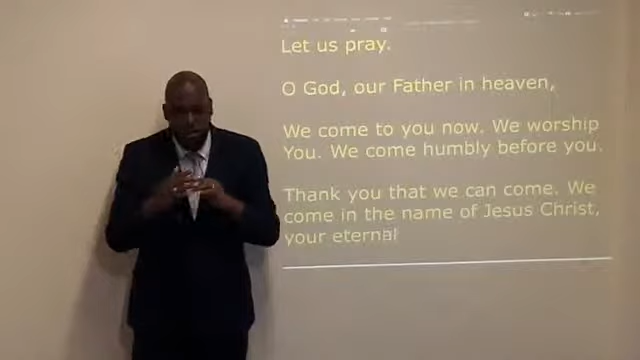 Let us pray.
O God, our Father in heaven,
We come to you now. We worship
You. We come humbly before you.
Thank you that we can come. We
come in the name of Jesus Christ,
your eternal